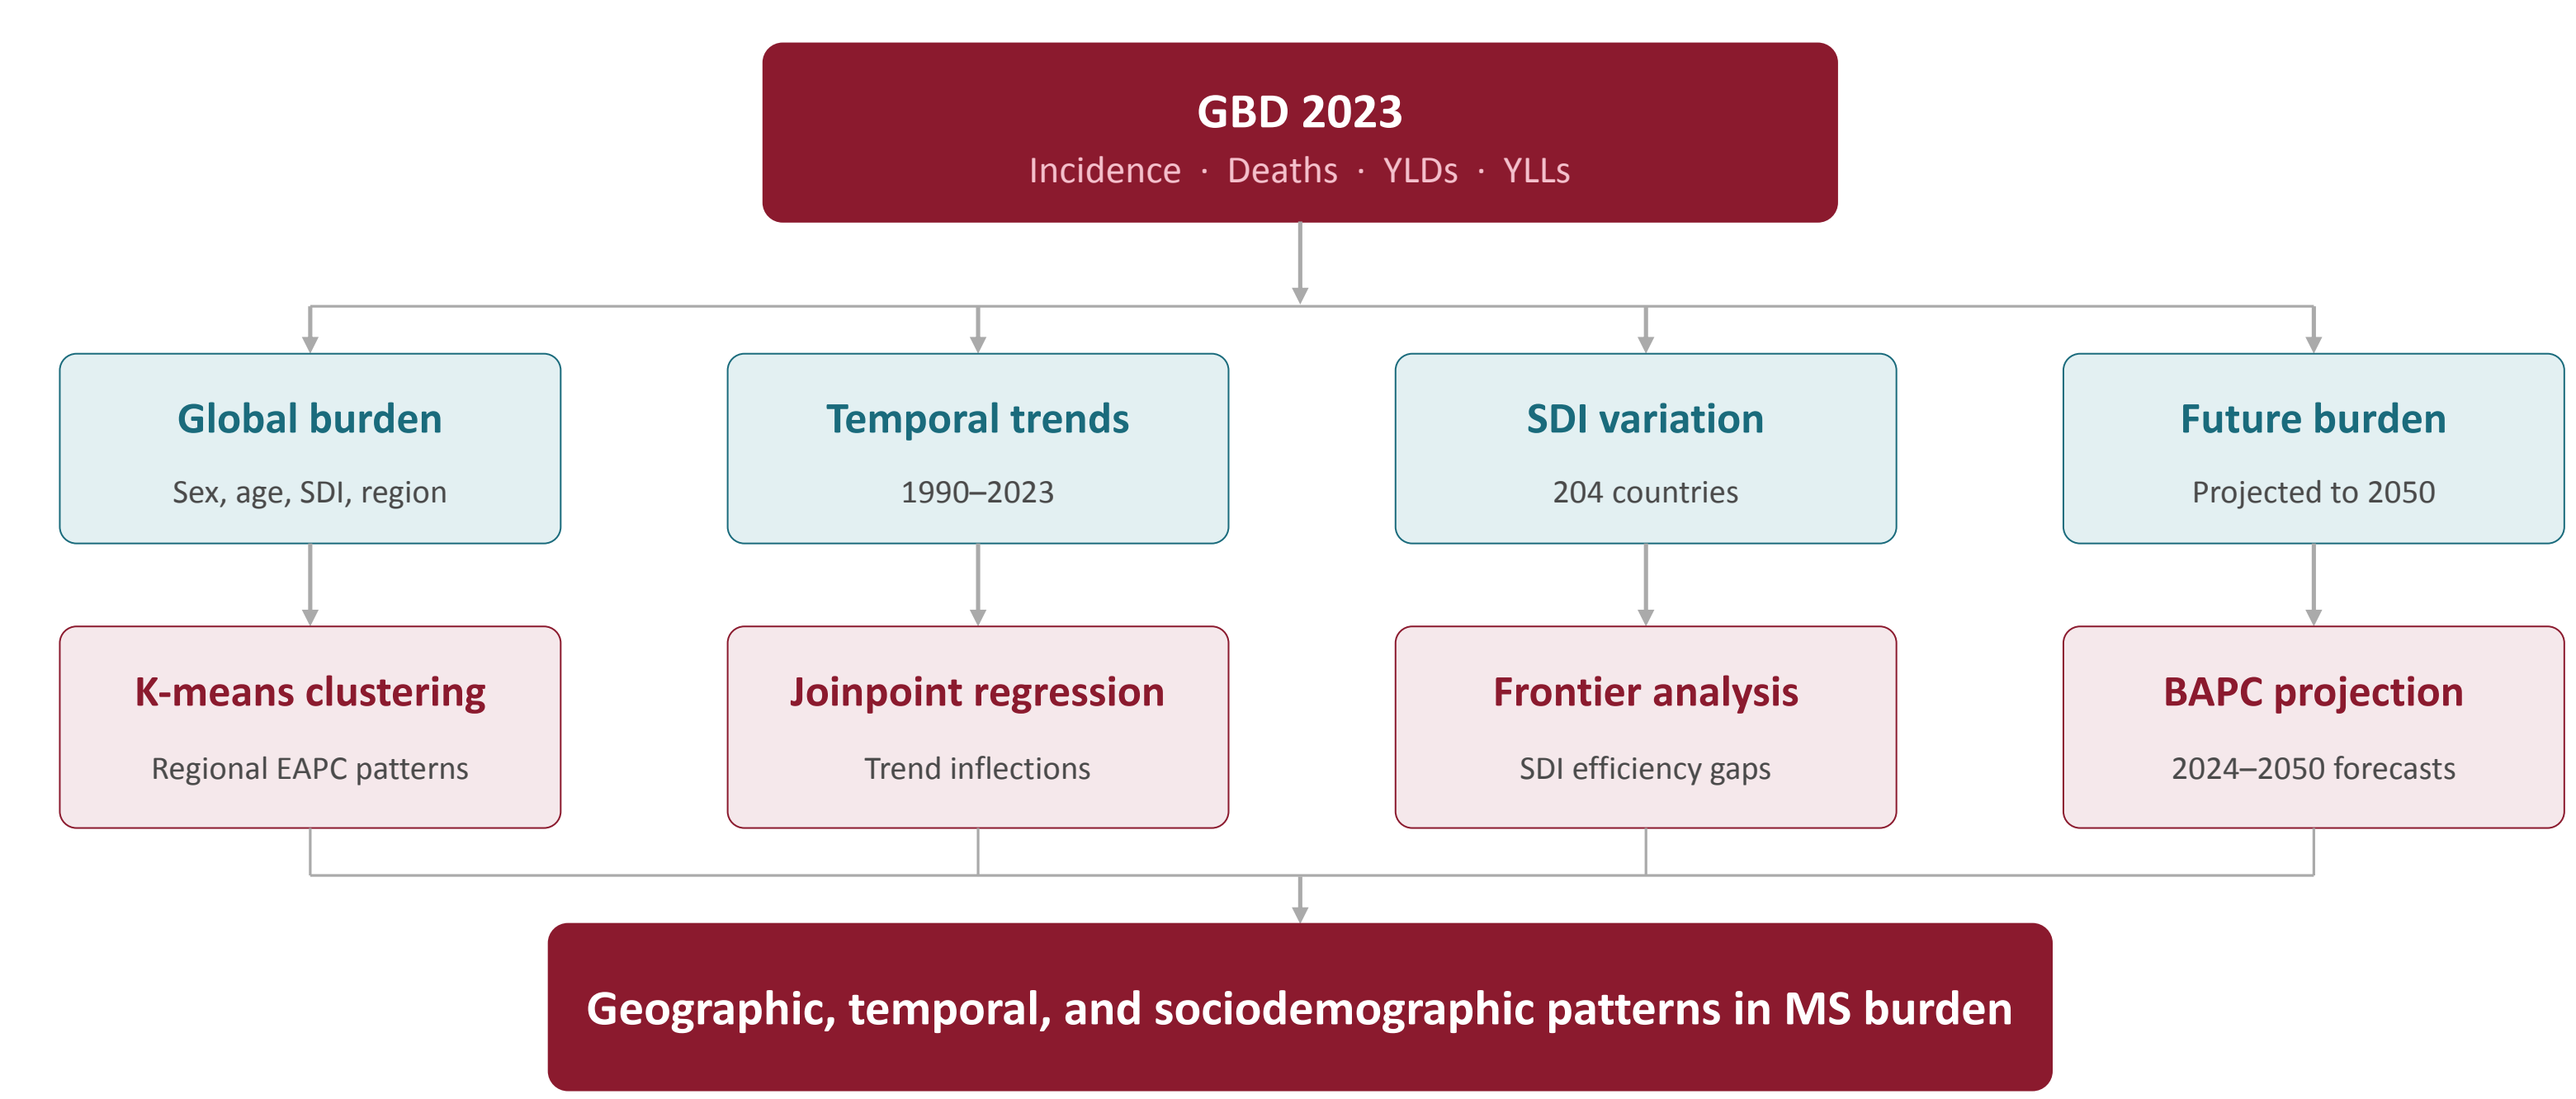 GBD 2023
Incidence · Deaths · YLDs · YLLs
Global burden
Sex, age, SDI, region
Temporal trends
1990–2023
SDI variation
204 countries
Future burden
Projected to 2050
K-means clustering
Regional EAPC patterns
Joinpoint regression
Trend inflections
Frontier analysis
SDI efficiency gaps
BAPC projection
2024–2050 forecasts
Geographic, temporal, and sociodemographic patterns in MS burden